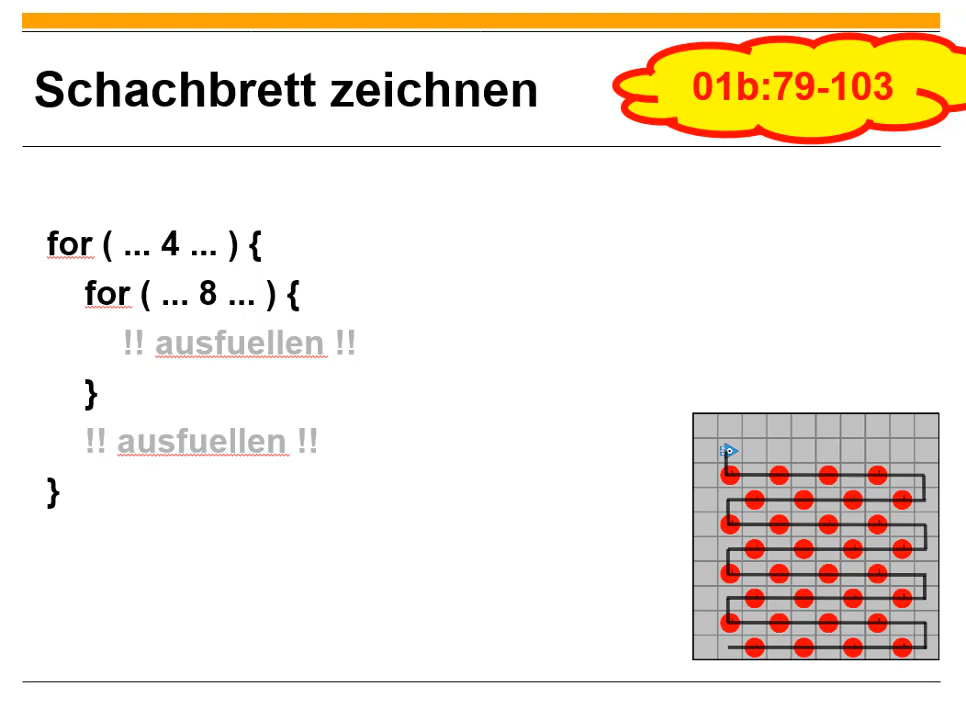 Schachbrett zeichnen
01b:79-103
for ( ... 4 ... ) {
for ( ... 8 ... ) {
!! ausfuellen !!
}
!! ausfuellen !!
}